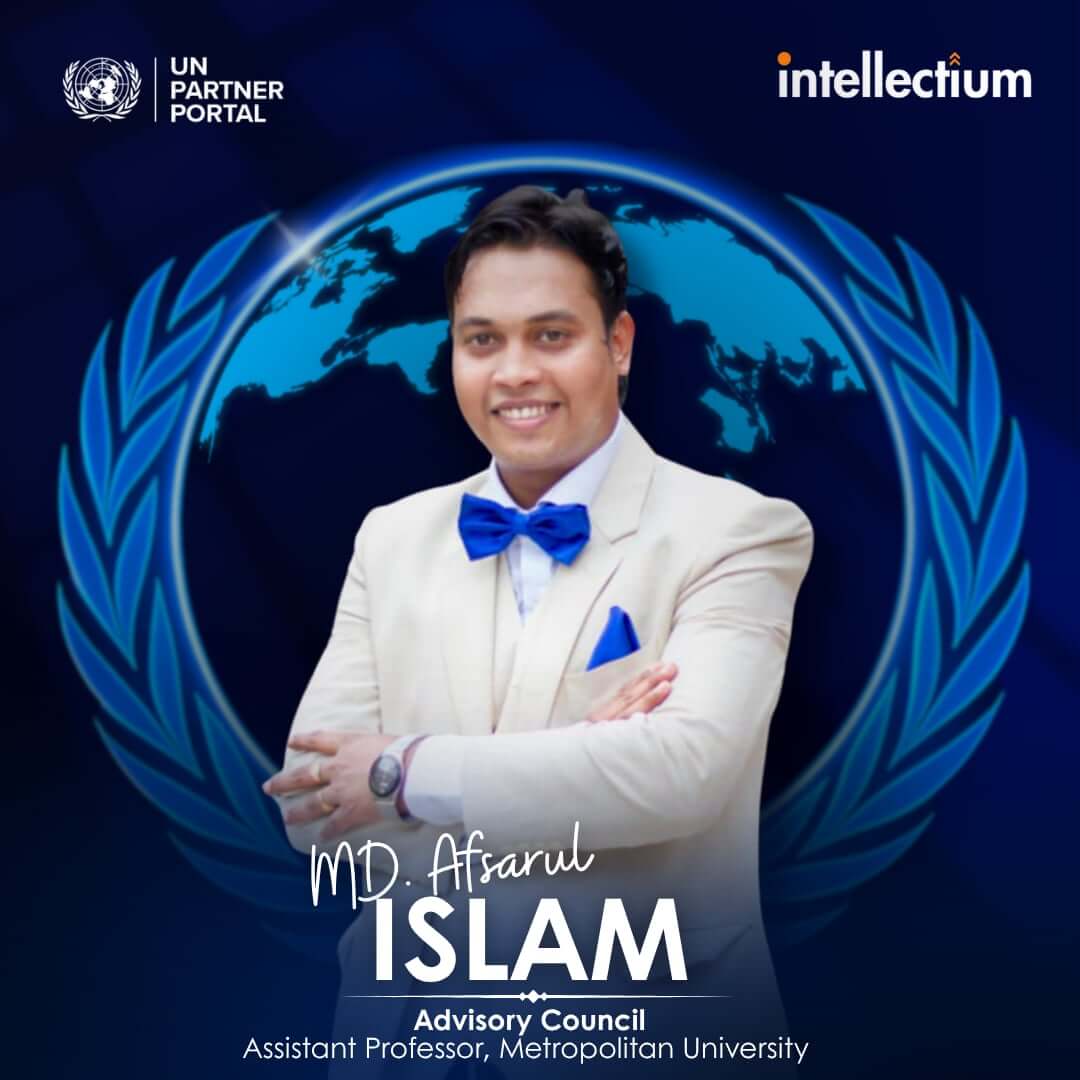 UN
PARTNER
PORTAL
intellectium
MD. Afsarul
ISLAM
Advisory Council
Assistant Professor, Metropolitan University